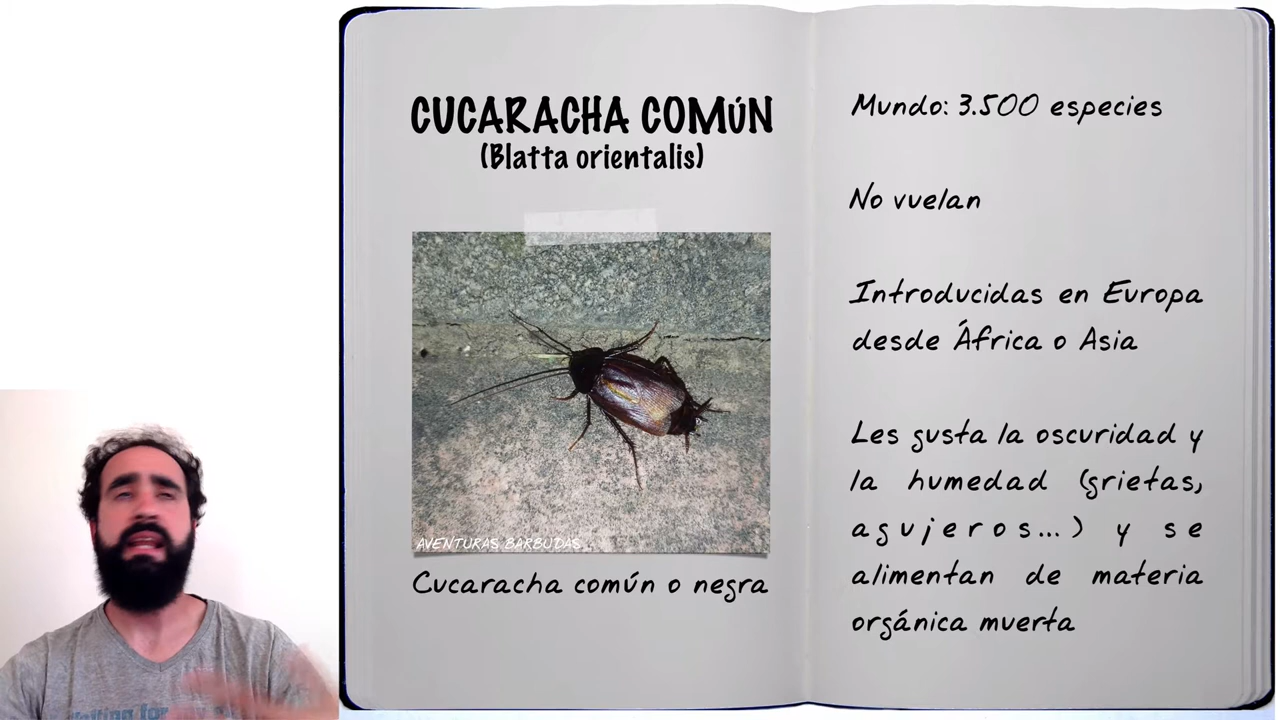 CUCARACHA COMÚN
(Blatta orientalis)
AVENTURAS BARBUDAS
Cucaracha común o negra
Mundo: 3.500 especies
No vuelan
Introducidas en Europa
desde África o Asia
Les gusta la oscuridad y
la humedad (grietas,
agujeros...) y se
alimentan de materia
orgánica muerta